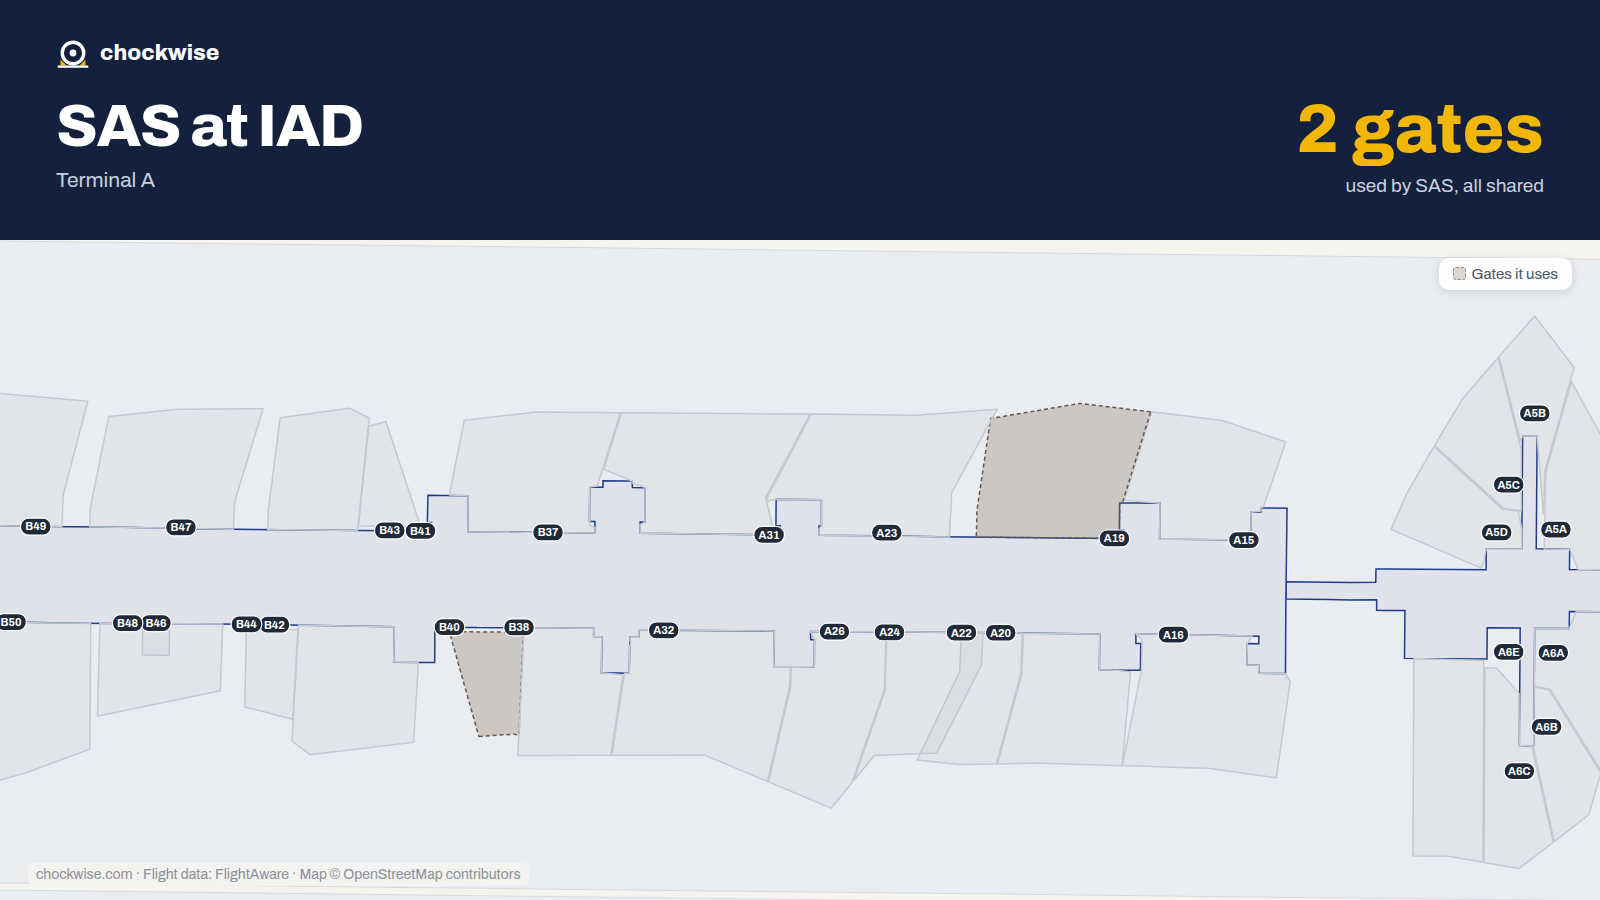 chockwise
SAS at IAD
Terminal A
2 gates
used by SAS, all shared
Gates it uses
A5B
A5C
B49
B47
B43
B41
B37
A31
A23
A19
A15
A5D
A5A
B50
B48
B46
B44
B42
B40
B38
A32
A26
A24
A22
A20
A16
A6E
A6A
A6B
A6C
chockwise.com · Flight data: FlightAware · Map © OpenStreetMap contributors